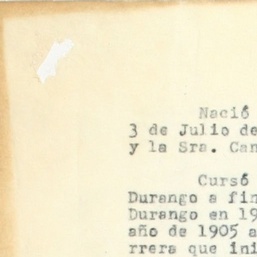 Nació
3 de Julio de
y la Sra. Can
Cursó
Durango a fin
Durango en 19
año de 1905 a
rrera que ini